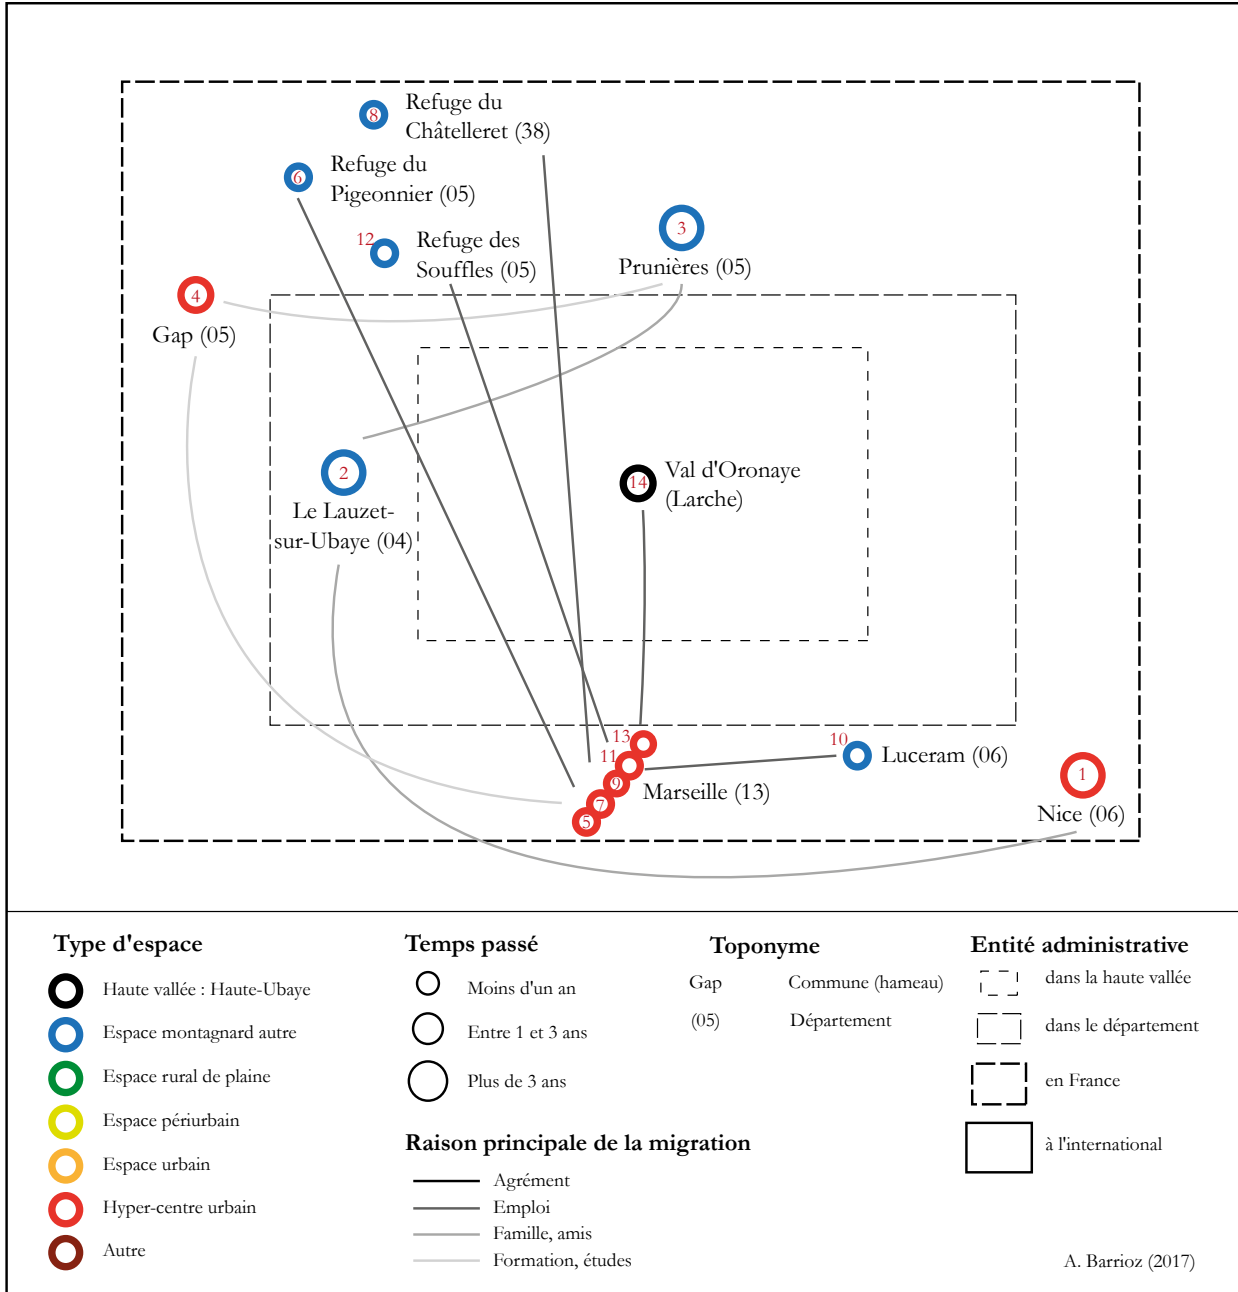 8
Refuge du
Châtelleret (38)
6
Refuge du
Pigeonnier (05)
12
Refuge des
Souffles (05)
3
Prunières (05)
4
Gap (05)
2
Le Lauzet-
sur-Ubaye (04)
14
Val d'Oronaye
(Larche)
13
11
9
7
5
Marseille (13)
10
Luceram (06)
1
Nice (06)
Type d'espace
Haute vallée : Haute-Ubaye
Espace montagnard autre
Espace rural de plaine
Espace périurbain
Espace urbain
Hyper-centre urbain
Autre
Temps passé
Moins d'un an
Entre 1 et 3 ans
Plus de 3 ans
Raison principale de la migration
Agrément
Emploi
Famille, amis
Formation, études
Toponyme
Gap Commune (hameau)
(05) Département
Entité administrative
dans la haute vallée
dans le département
en France
à l'international
A. Barrioz (2017)